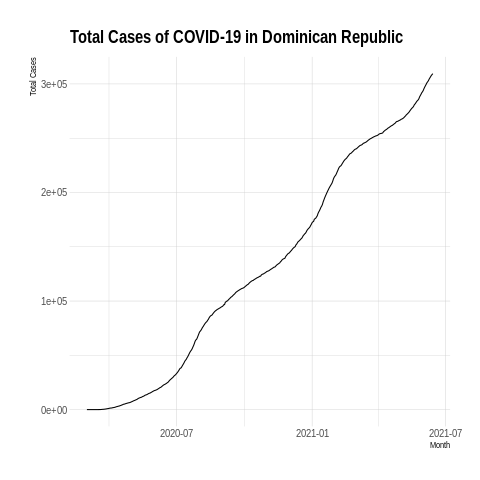 Total Cases of COVID-19 in Dominican Republic
Total Cases
3e+05
2e+05
1e+05
0e+00
2020-07 2021-01 2021-07
Month